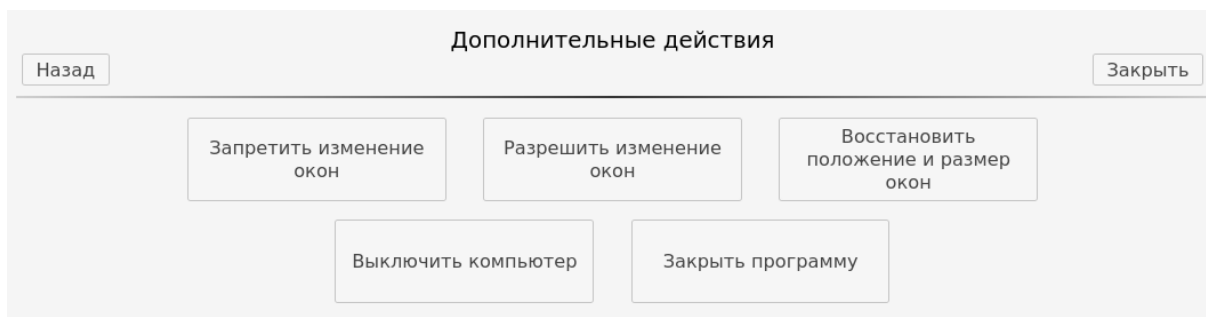 Дополнительные действия
Назад
Закрыть
Запретить изменение
окон
Разрешить изменение
окон
Восстановить
положение и размер
окон
Выключить компьютер
Закрыть программу